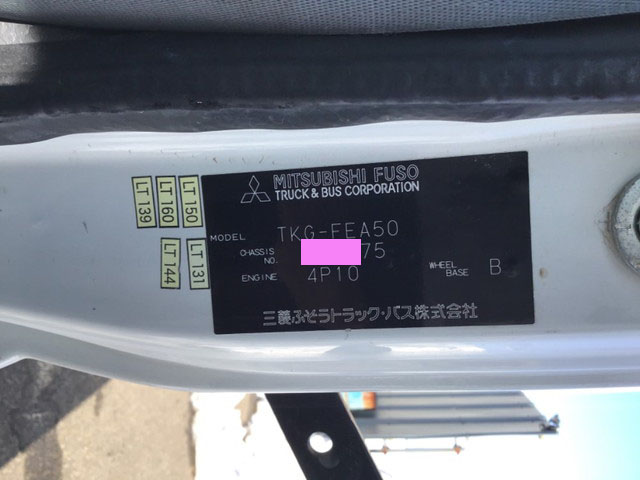 MITSUBISHI FUSO
TRUCK & BUS CORPORATION
MODEL TKG-FEA50
CHASSIS NO. 75
ENGINE 4P10
WHEEL BASE B
三菱ふそうトラック・バス株式会社
LT 139
LT 160
LT 150
LT 144
LT 131